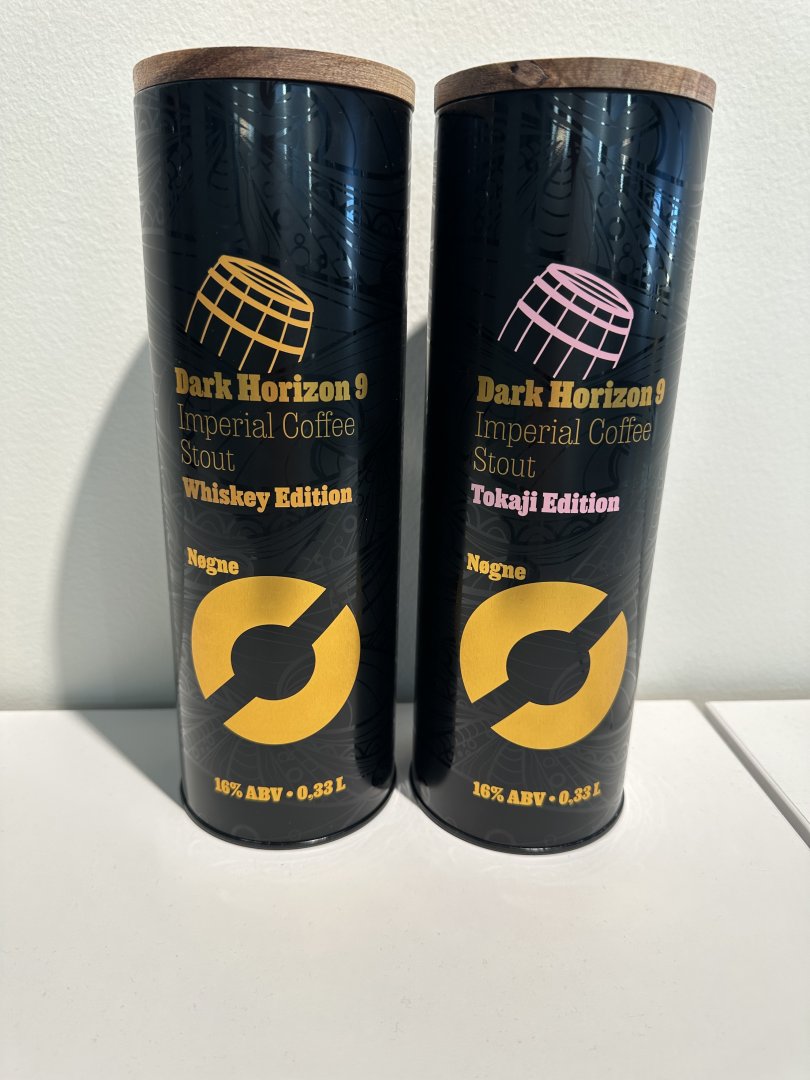 Dark Horizon 9
Imperial Coffee
Stout
Whiskey Edition
Nøgne
Ø
16% ABV • 0,33 L
Dark Horizon 9
Imperial Coffee
Stout
Tokaji Edition
Nøgne
Ø
16% ABV • 0,33 L